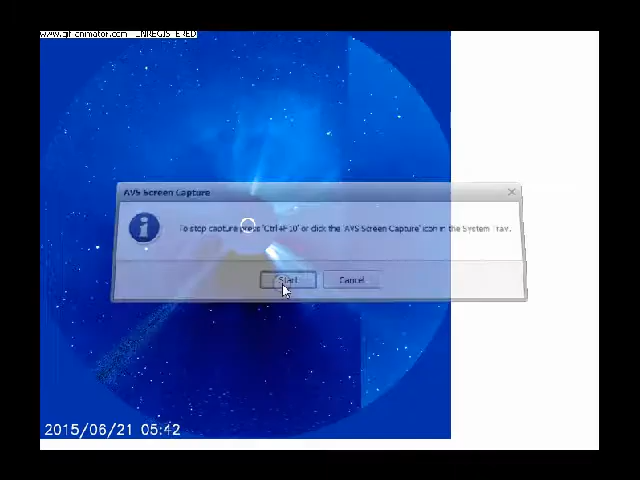 AVS Screen Capture
To stop capture press 'Ctrl+F10' or click the 'AVS Screen Capture' icon in the System Tray.
Start Cancel
2015/06/21 05:42